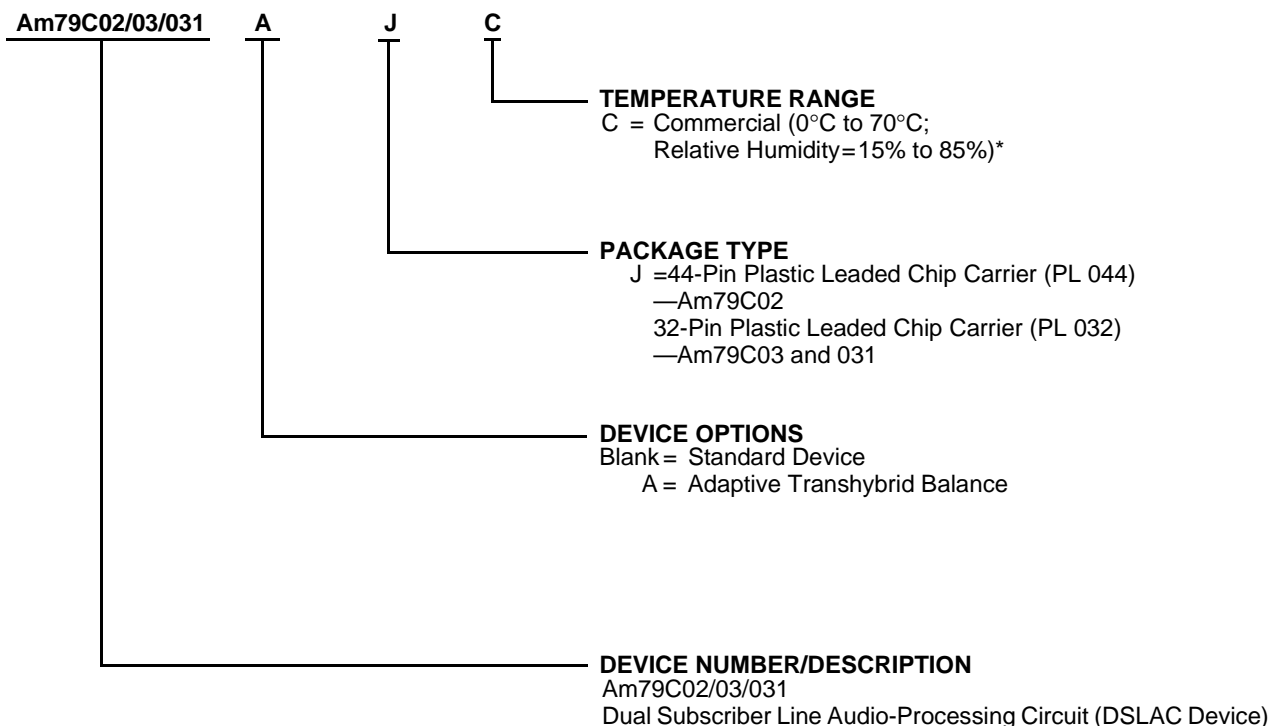 Am79C02/03/031 A J C
TEMPERATURE RANGE
C = Commercial (0°C to 70°C;
Relative Humidity=15% to 85%)*
PACKAGE TYPE
J =44-Pin Plastic Leaded Chip Carrier (PL 044)
—Am79C02
32-Pin Plastic Leaded Chip Carrier (PL 032)
—Am79C03 and 031
DEVICE OPTIONS
Blank= Standard Device
A= Adaptive Transhybrid Balance
DEVICE NUMBER/DESCRIPTION
Am79C02/03/031
Dual Subscriber Line Audio-Processing Circuit (DSLAC Device)